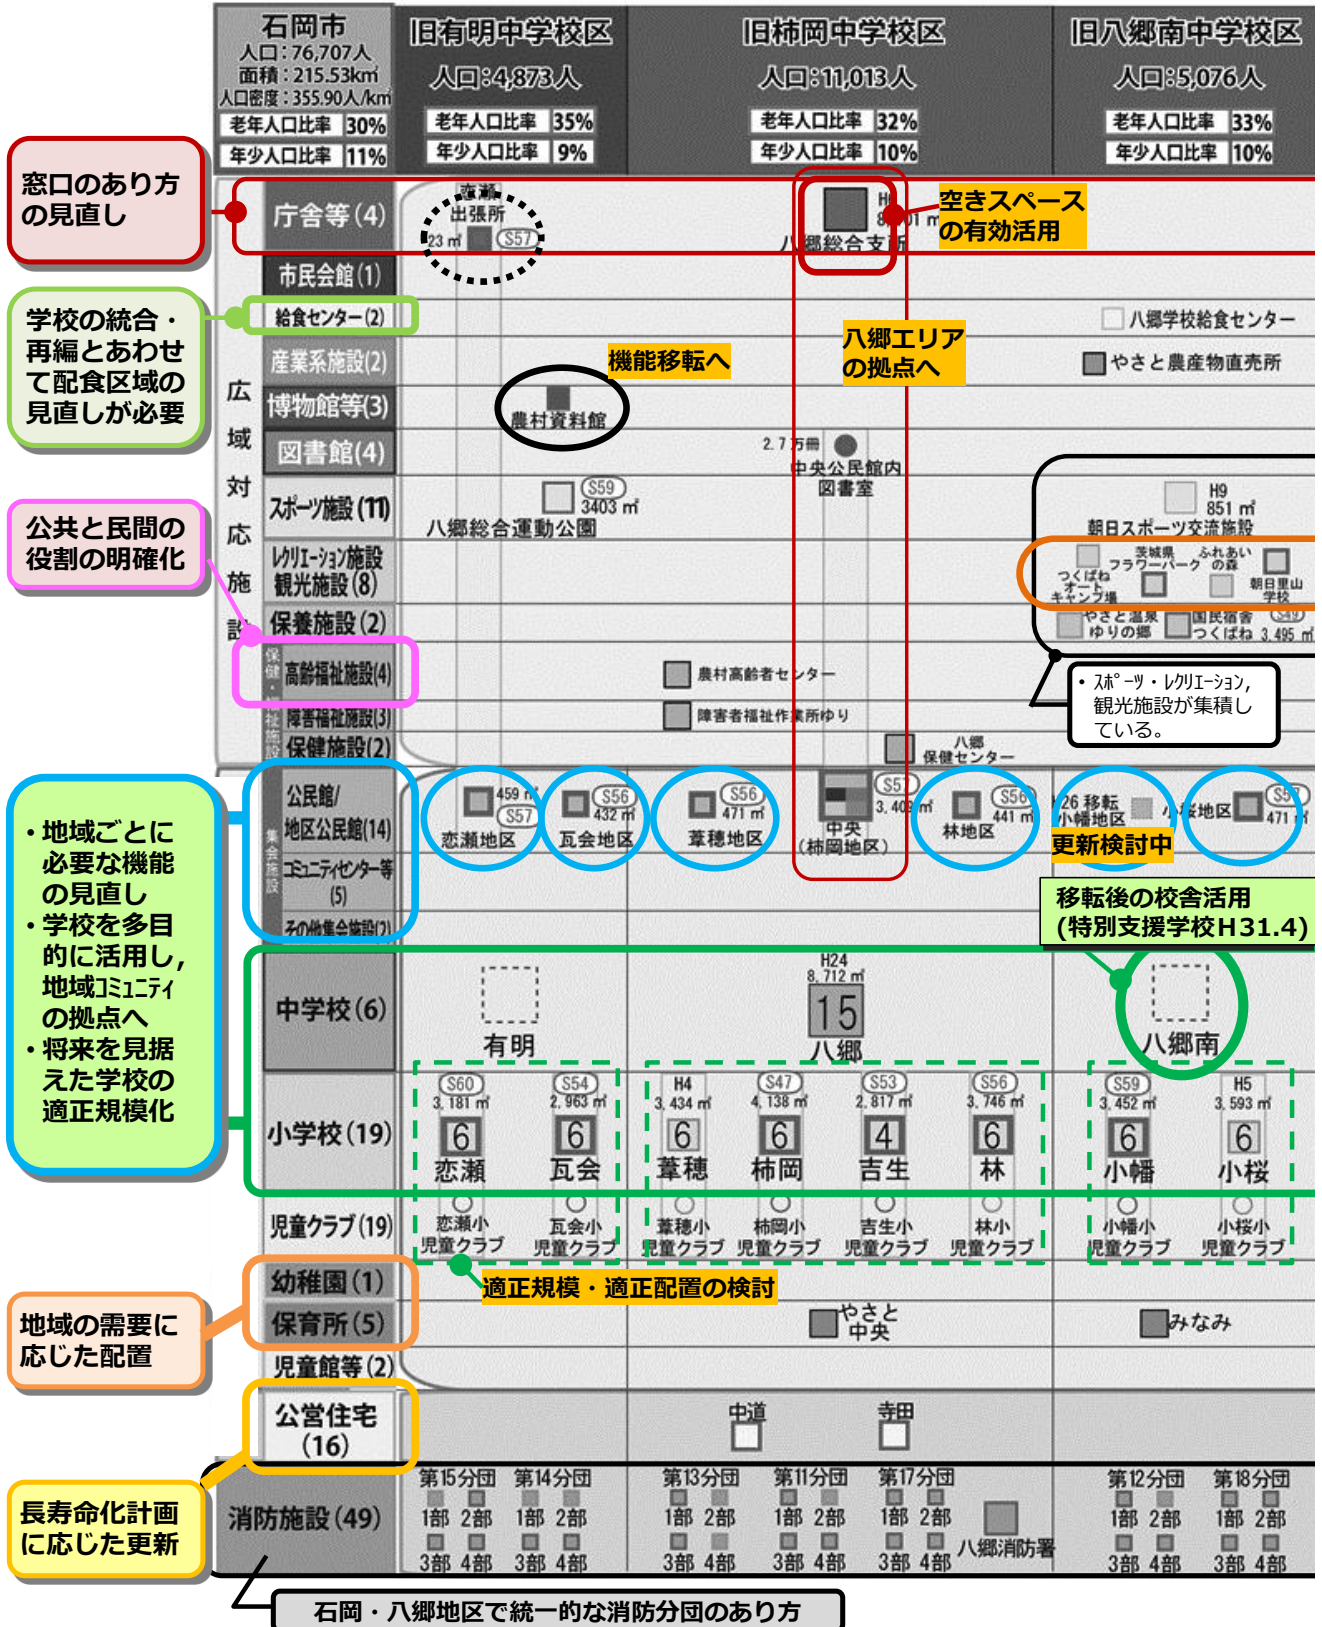 石岡市
人口：76,707人
面積：215.53km²
人口密度：355.90人/km
老年人口比率 30%
年少人口比率 11%
旧有明中学校区
人口：4,873人
老年人口比率 35%
年少人口比率 9%
旧柿岡中学校区
人口：11,013人
老年人口比率 32%
年少人口比率 10%
旧八郷南中学校区
人口：5,076人
老年人口比率 33%
年少人口比率 10%
窓口のあり方
の見直し
学校の統合・
再編とあわせ
て配食区域の
見直しが必要
公共と民間の
役割の明確化
・地域ごとに
必要な機能
の見直し
・学校を多目
的に活用し，
地域ｺﾐｭﾆﾃｨ
の拠点へ
・将来を見据
えた学校の
適正規模化
地域の需要に
応じた配置
長寿命化計画
に応じた更新
広域対応施設
庁舎等(4)
恋瀬
出張所
23㎡ S57
八郷総合支所
空きスペース
の有効活用
市民会館(1)
給食センター(2)
八郷学校給食センター
八郷エリア
の拠点へ
産業系施設(2)
機能移転へ
やさと農産物直売所
博物館等(3)
農村資料館
図書館(4)
2.7万冊
中央公民館内
図書室
スポーツ施設(11)
S59
3403㎡
八郷総合運動公園
H9
851㎡
朝日スポーツ交流施設
ﾚｸﾘｴｰｼｮﾝ施設
観光施設(8)
つくばね
オート
キャンプ場
茨城県
フラワーパーク
ふれあい
の森
朝日里山
学校
保養施設(2)
やさと温泉
ゆりの郷
国民宿舎
つくばね
S49
3,495㎡
保健・福祉施設
高齢福祉施設(4)
農村高齢者センター
・ｽﾎﾟｰﾂ・ﾚｸﾘｴｰｼｮﾝ，
観光施設が集積し
ている。
障害福祉施設(3)
障害者福祉作業所ゆり
保健施設(2)
八郷
保健センター
集会施設
公民館/
地区公民館(14)
459㎡
S57
恋瀬地区
S56
432㎡
瓦会地区
S56
471㎡
葦穂地区
S57
中央
(柿岡地区)
S56
441㎡
林地区
H26 移転
小幡地区
更新検討中
小桜地区
S57
471㎡
ｺﾐｭﾆﾃｨセンター等
(5)
その他集会施設(2)
移転後の校舎活用
(特別支援学校H31.4)
中学校(6)
有明
H24
8,712㎡
15
八郷
八郷南
小学校(19)
S60
3,181㎡
6
恋瀬
S54
2,963㎡
6
瓦会
H4
3,434㎡
6
葦穂
S47
4,138㎡
6
柿岡
S53
2,817㎡
4
吉生
S56
3,746㎡
6
林
S59
3,452㎡
6
小幡
H5
3,593㎡
6
小桜
児童クラブ(19)
恋瀬小
児童クラブ
瓦会小
児童クラブ
葦穂小
児童クラブ
柿岡小
児童クラブ
吉生小
児童クラブ
林小
児童クラブ
小幡小
児童クラブ
小桜小
児童クラブ
幼稚園(1)
適正規模・適正配置の検討
保育所(5)
やさと
中央
みなみ
児童館等(2)
公営住宅
(16)
中道
寺田
消防施設(49)
第15分団
1部 2部
3部 4部
第14分団
1部 2部
3部 4部
第13分団
1部 2部
3部 4部
第11分団
1部 2部
3部 4部
第17分団
1部 2部
3部 4部
八郷消防署
第12分団
1部 2部
3部 4部
第18分団
1部 2部
3部 4部
石岡・八郷地区で統一的な消防分団のあり方